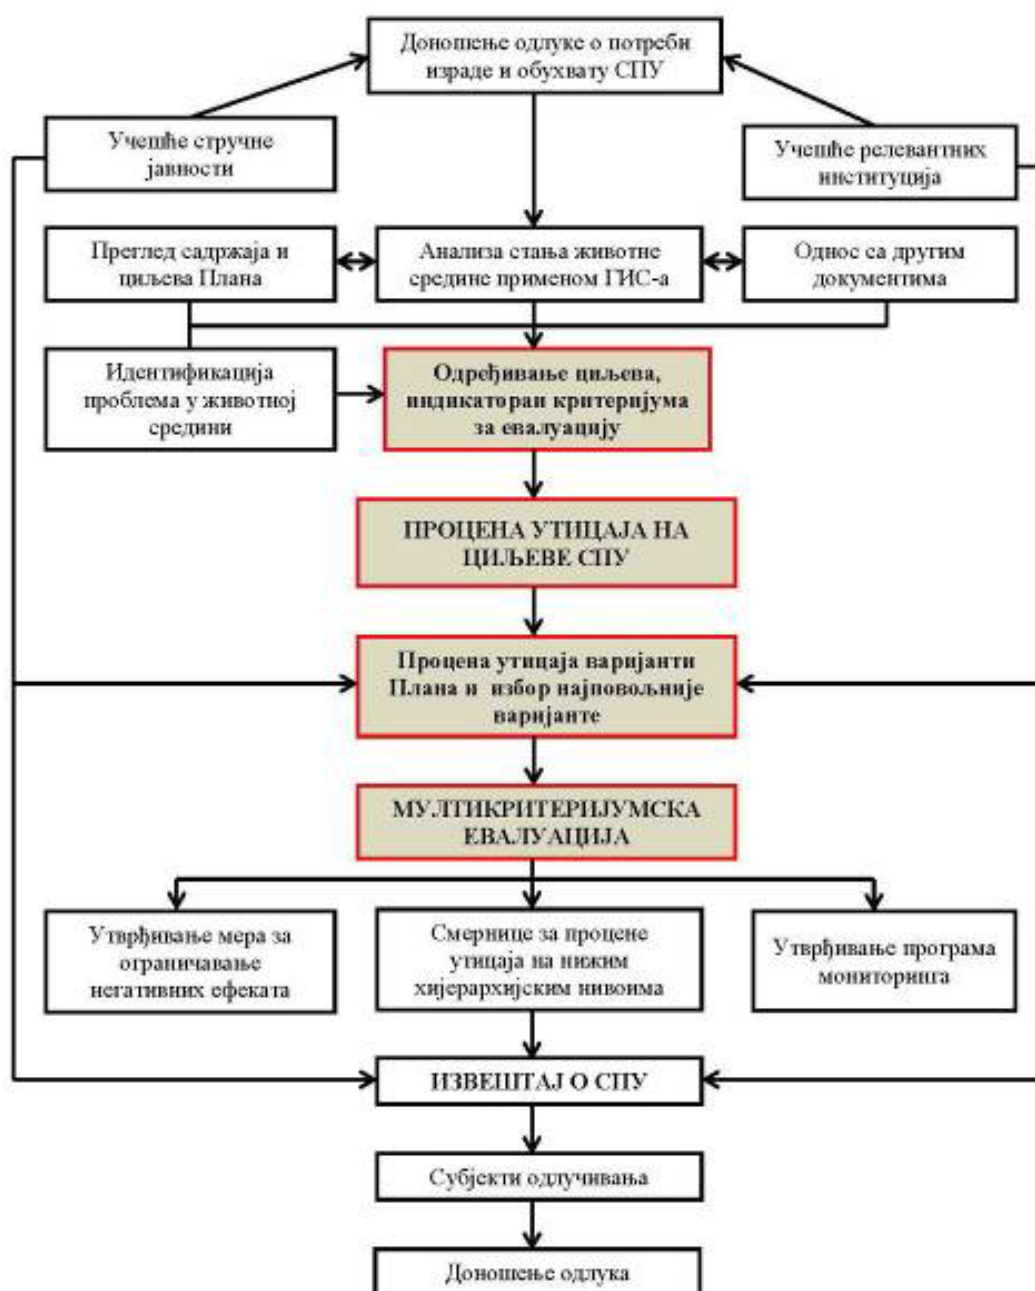 Доношење одлуке о потреби
израде и обухвату СПУ
Учешће стручне
јавности
Учешће релевантних
институција
Преглед садржаја и
циљева Плана
Анализа стања животне
средине применом ГИС-а
Однос са другим
документима
Идентификација
проблема у животној
средини
Одређивање циљева,
индикатораи критеријума
за евалуацију
ПРОЦЕНА УТИЦАЈА НА
ЦИЉЕВЕ СПУ
Процена утицаја варијанти
Плана и избор најповољније
варијанте
МУЛТИКРИТЕРИЈУМСКА
ЕВАЛУАЦИЈА
Утврђивање мера за
ограничавање
негативних ефеката
Смернице за процене
утицаја на нижим
хијерархијским нивоима
Утврђивање програма
мониторинга
ИЗВЕШТАЈ О СПУ
Субјекти одлучивања
Доношење одлука